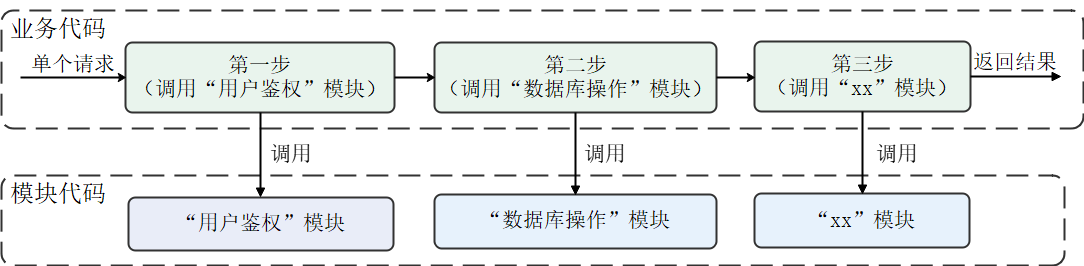 业务代码
单个请求
第一步
（调用“用户鉴权”模块）
第二步
（调用“数据库操作”模块）
第三步
（调用“xx”模块）
返回结果
调用
调用
调用
模块代码
“用户鉴权”模块
“数据库操作”模块
“xx”模块